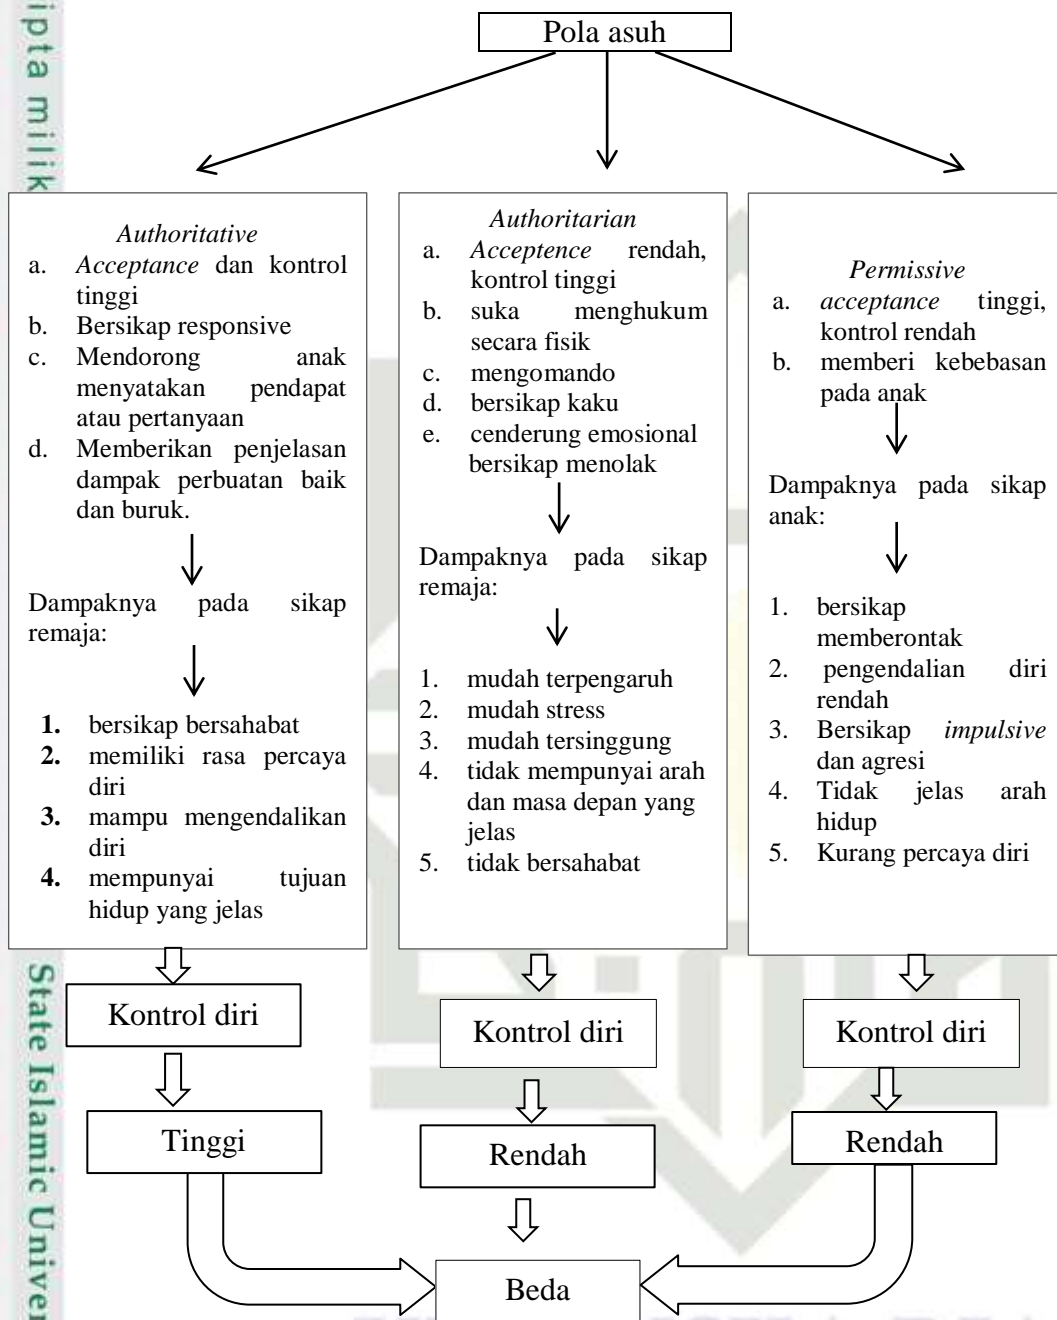 Pola asuh
Authoritative
a. Acceptance dan kontrol
tinggi
b. Bersikap responsive
c. Mendorong anak
menyatakan pendapat
atau pertanyaan
d. Memberikan penjelasan
dampak perbuatan baik
dan buruk.
Dampaknya pada sikap
remaja:
1. bersikap bersahabat
2. memiliki rasa percaya
diri
3. mampu mengendalikan
diri
4. mempunyai tujuan
hidup yang jelas
Kontrol diri
Tinggi
Authoritarian
a. Acceptence rendah,
kontrol tinggi
b. suka menghukum
secara fisik
c. mengomando
d. bersikap kaku
e. cenderung emosional
bersikap menolak
Dampaknya pada sikap
remaja:
1. mudah terpengaruh
2. mudah stress
3. mudah tersinggung
4. tidak mempunyai arah
dan masa depan yang
jelas
5. tidak bersahabat
Kontrol diri
Rendah
Permissive
a. acceptance tinggi,
kontrol rendah
b. memberi kebebasan
pada anak
Dampaknya pada sikap
anak:
1. bersikap
memberontak
2. pengendalian diri
rendah
3. Bersikap impulsive
dan agresi
4. Tidak jelas arah
hidup
5. Kurang percaya diri
Kontrol diri
Rendah
Beda
milik
State Islamic